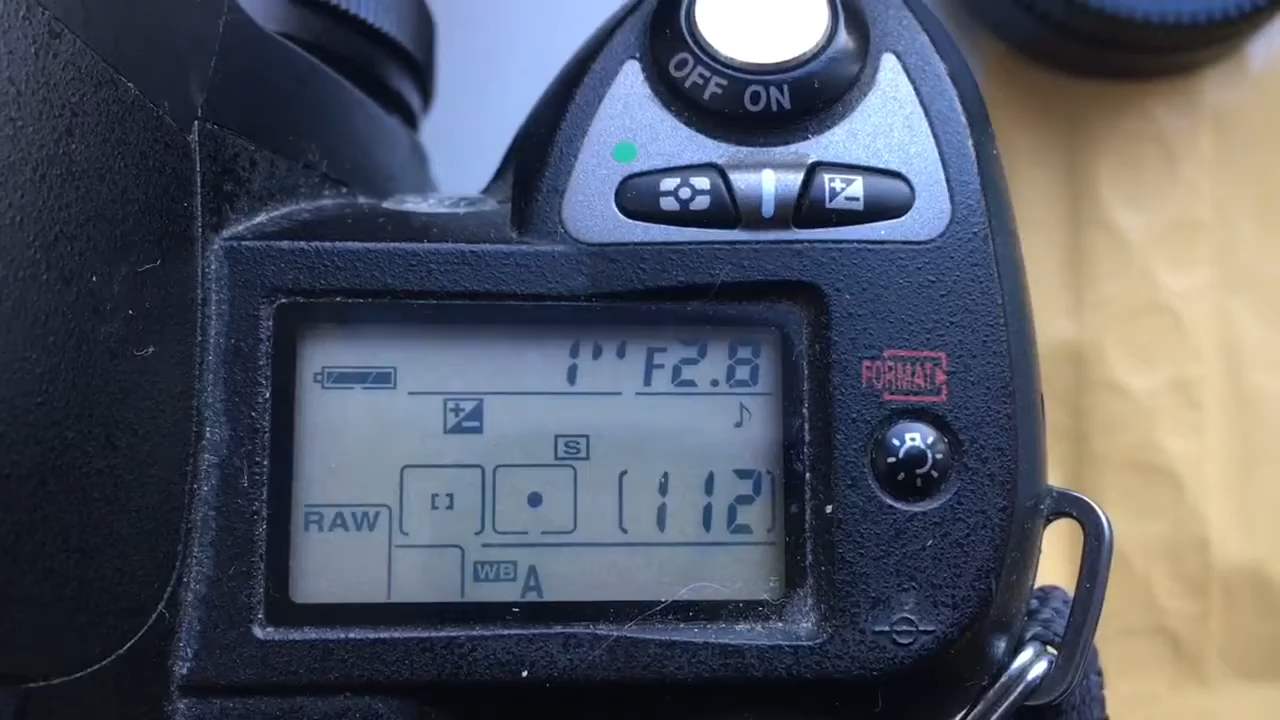 OFF ON
1" F2.8
FORMAT
S
[112]
RAW
WB A